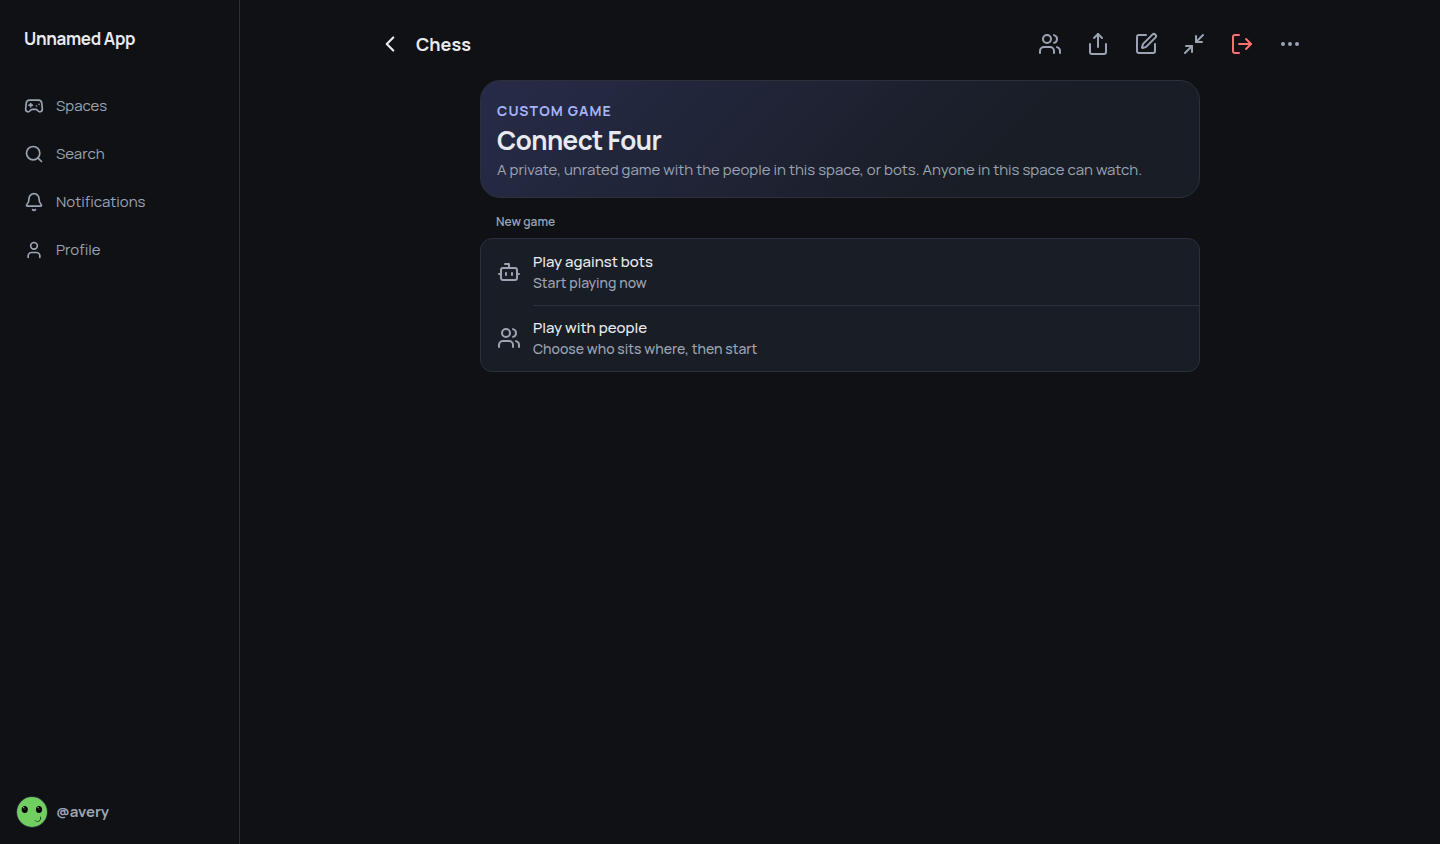 Unnamed App
Spaces
Search
Notifications
Profile
@avery
Chess
CUSTOM GAME
Connect Four
A private, unrated game with the people in this space, or bots. Anyone in this space can watch.
New game
Play against bots
Start playing now
Play with people
Choose who sits where, then start